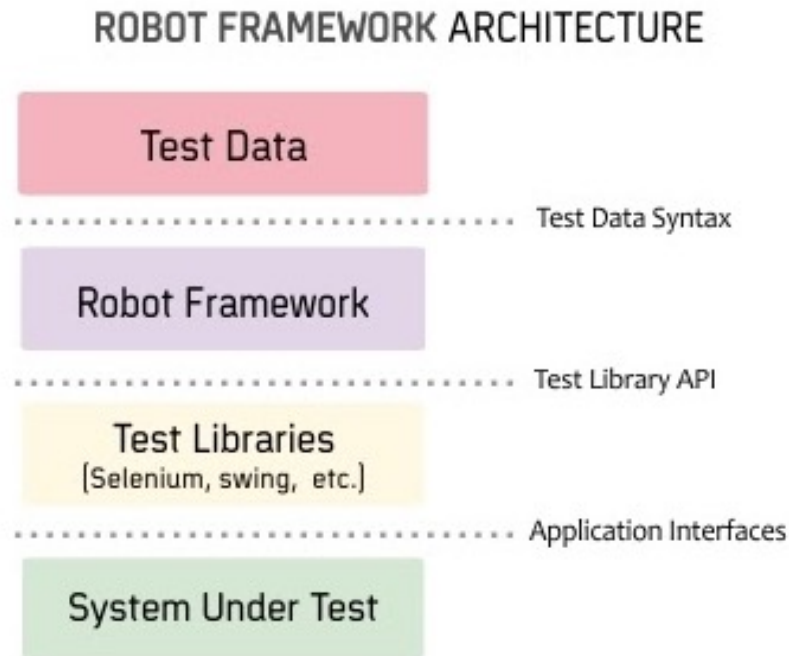 ROBOT FRAMEWORK ARCHITECTURE
Test Data
Test Data Syntax
Robot Framework
Test Library API
Test Libraries
(Selenium, swing, etc.)
Application Interfaces
System Under Test